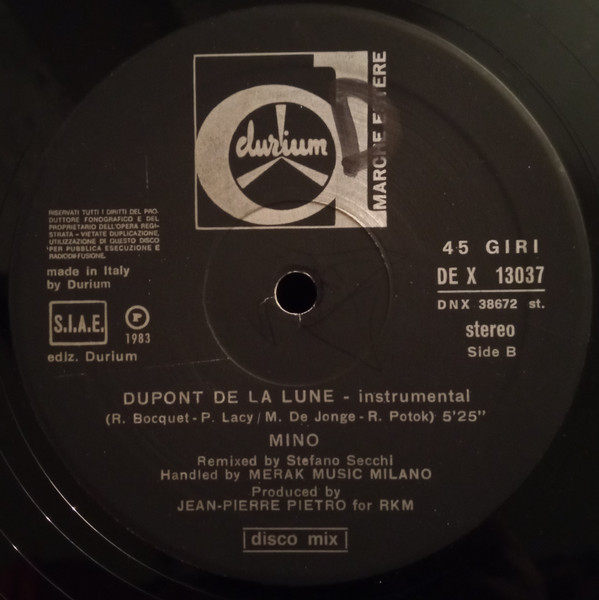 durium
MARCHE ESTERE
RISERVATI TUTTI I DIRITTI DEL PRO-
DUTTORE FONOGRAFICO E DEL
PROPRIETARIO DELL'OPERA REGI-
STRATA - VIETATE DUPLICAZIONE,
UTILIZZAZIONE DI QUESTO DISCO
PER PUBBLICA ESECUZIONE E
RADIODIFFUSIONE.
made in Italy
by Durium
S.I.A.E.
P
1983
ediz. Durium
45 GIRI
DE X 13037
DNX 38672 st.
stereo
Side B
DUPONT DE LA LUNE - instrumental
(R. Bocquet - P. Lacy / M. De Jonge - R. Potok) 5'25"
MINO
Remixed by Stefano Secchi
Handled by MERAK MUSIC MILANO
Produced by
JEAN-PIERRE PIETRO for RKM
disco mix